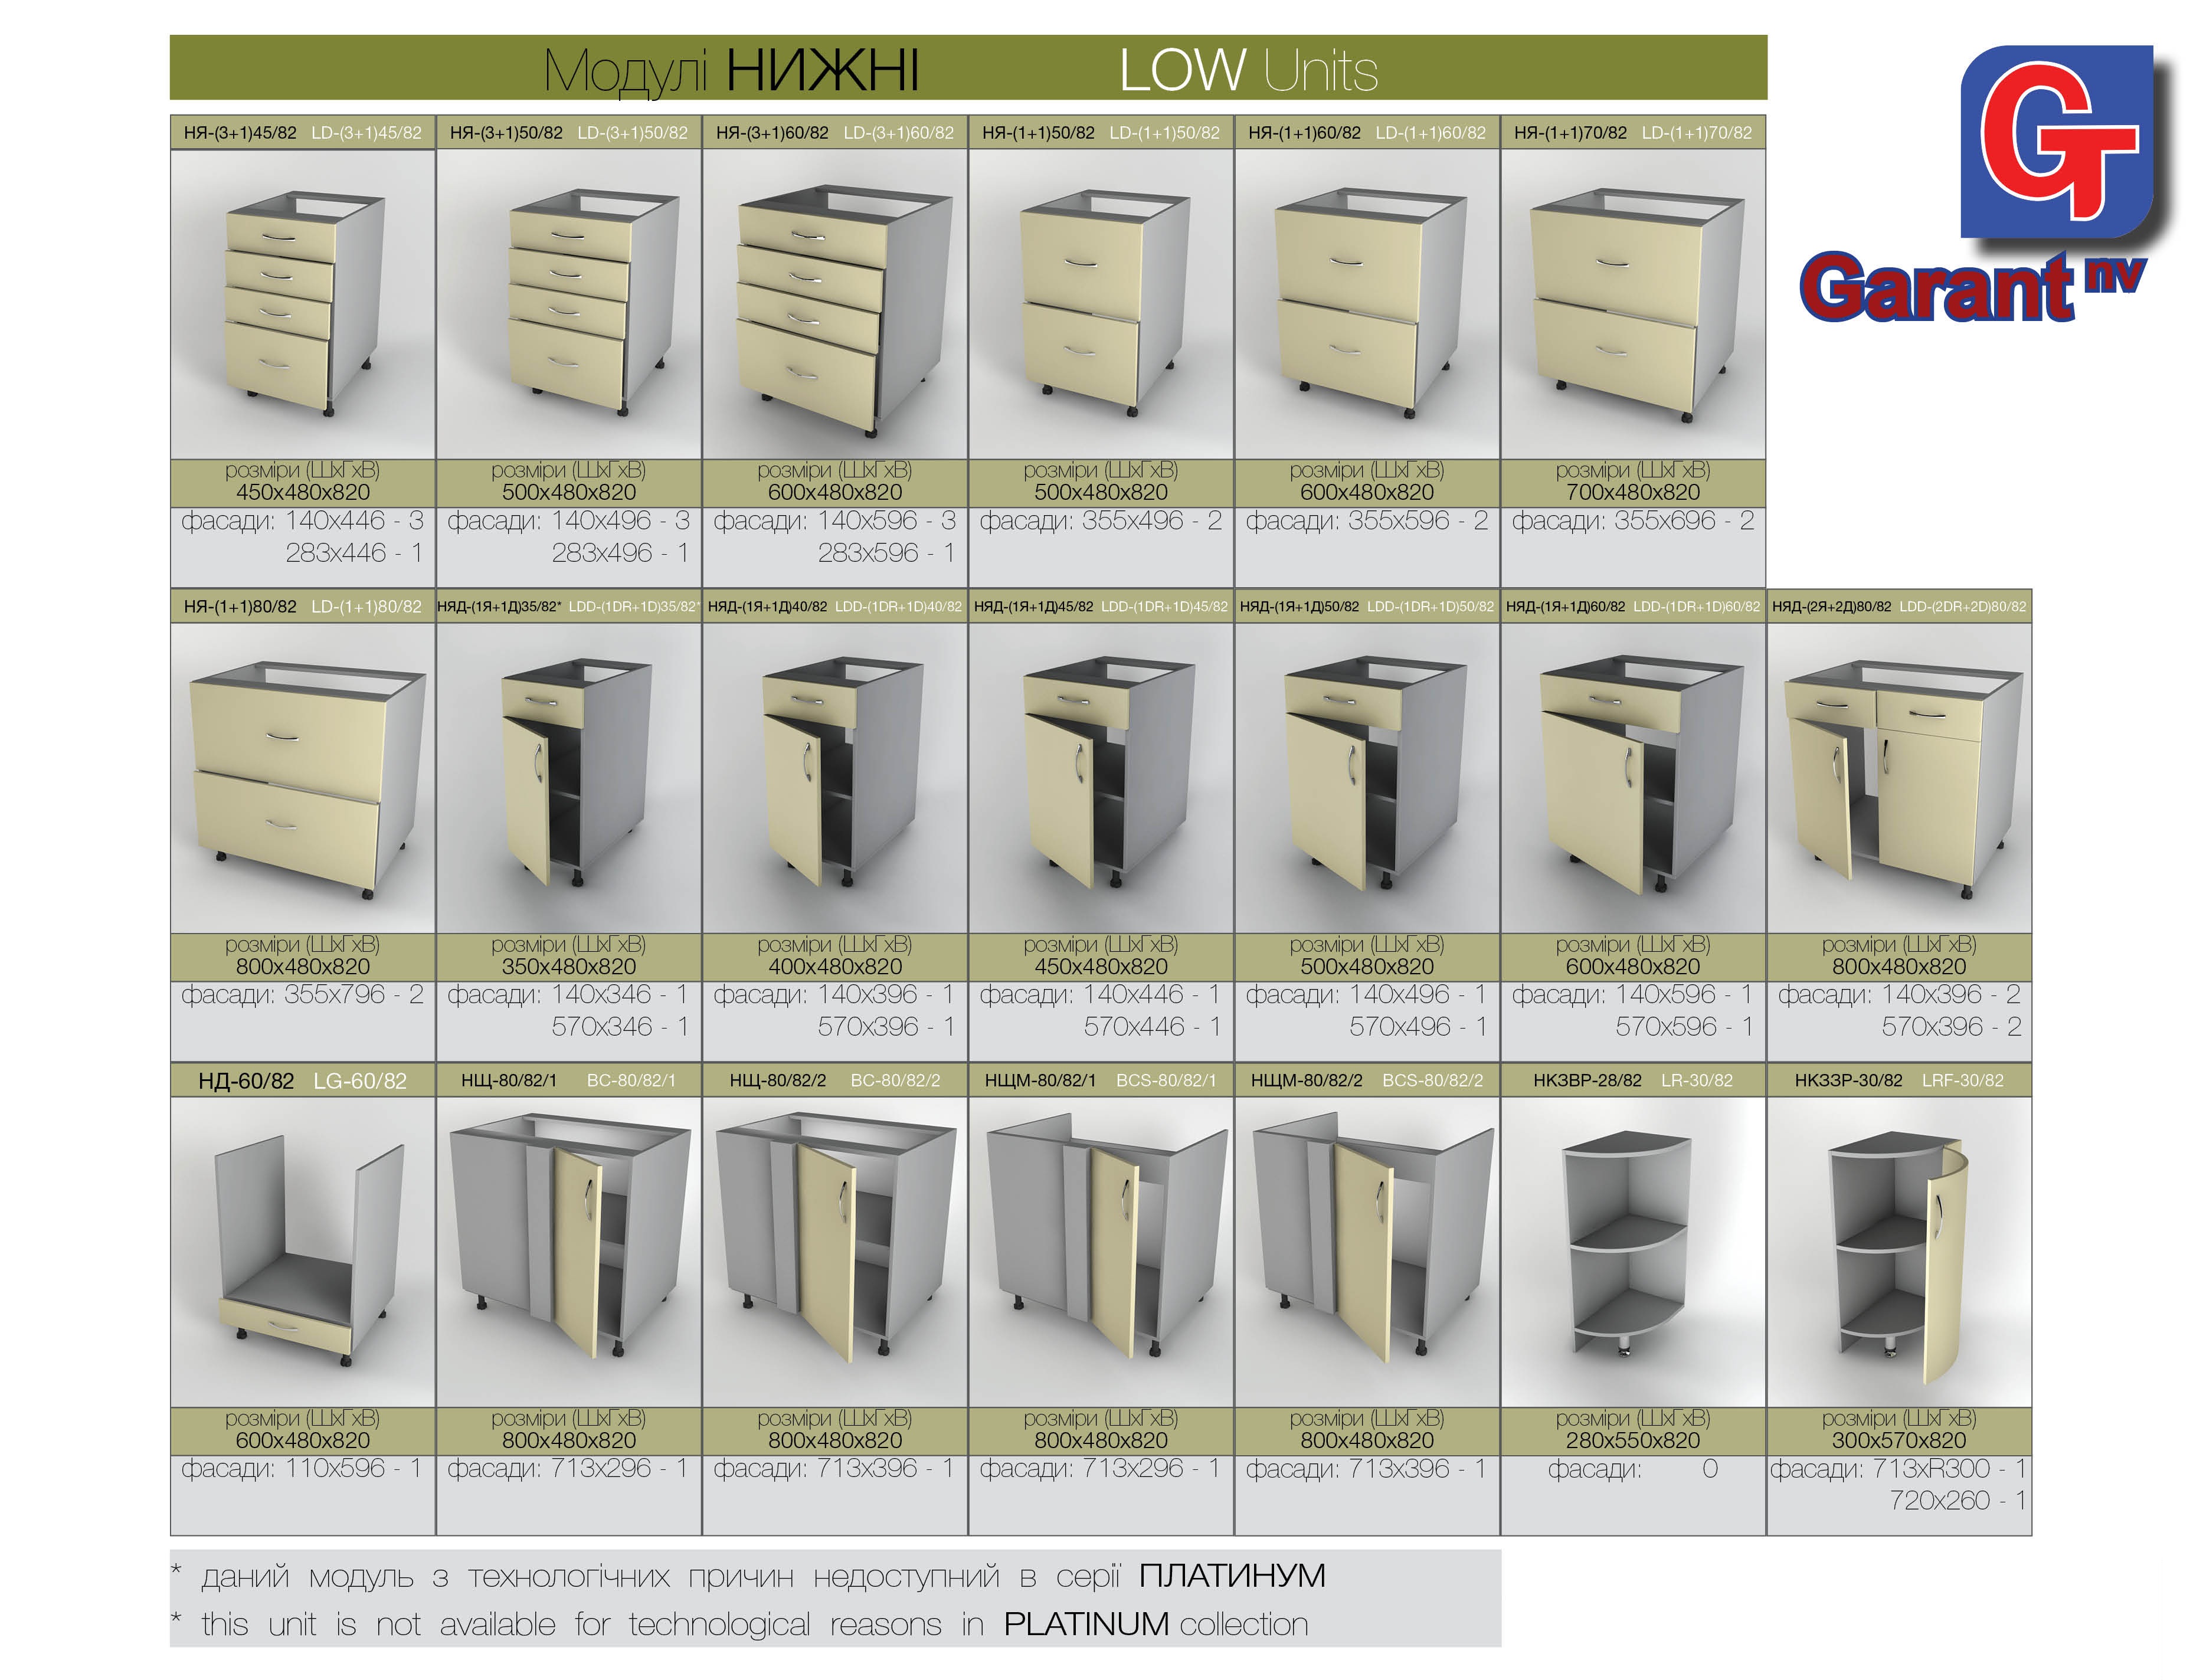 Модулі НИЖНІ LOW Units
G
Garant nv
НЯ-(3+1)45/82 LD-(3+1)45/82
НЯ-(3+1)50/82 LD-(3+1)50/82
НЯ-(3+1)60/82 LD-(3+1)60/82
НЯ-(1+1)50/82 LD-(1+1)50/82
НЯ-(1+1)60/82 LD-(1+1)60/82
НЯ-(1+1)70/82 LD-(1+1)70/82
розміри (ШхГхВ)
450х480х820
розміри (ШхГхВ)
500х480х820
розміри (ШхГхВ)
600х480х820
розміри (ШхГхВ)
500х480х820
розміри (ШхГхВ)
600х480х820
розміри (ШхГхВ)
700х480х820
фасади: 140х446 - 3
283х446 - 1
фасади: 140х496 - 3
283х496 - 1
фасади: 140х596 - 3
283х596 - 1
фасади: 355х496 - 2
фасади: 355х596 - 2
фасади: 355х696 - 2
НЯ-(1+1)80/82 LD-(1+1)80/82
НЯД-(1Я+1Д)35/82* LDD-(1DR+1D)35/82*
НЯД-(1Я+1Д)40/82 LDD-(1DR+1D)40/82
НЯД-(1Я+1Д)45/82 LDD-(1DR+1D)45/82
НЯД-(1Я+1Д)50/82 LDD-(1DR+1D)50/82
НЯД-(1Я+1Д)60/82 LDD-(1DR+1D)60/82
НЯД-(2Я+2Д)80/82 LDD-(2DR+2D)80/82
розміри (ШхГхВ)
800х480х820
розміри (ШхГхВ)
350х480х820
розміри (ШхГхВ)
400х480х820
розміри (ШхГхВ)
450х480х820
розміри (ШхГхВ)
500х480х820
розміри (ШхГхВ)
600х480х820
розміри (ШхГхВ)
800х480х820
фасади: 355х796 - 2
фасади: 140х346 - 1
570х346 - 1
фасади: 140х396 - 1
570х396 - 1
фасади: 140х446 - 1
570х446 - 1
фасади: 140х496 - 1
570х496 - 1
фасади: 140х596 - 1
570х596 - 1
фасади: 140х396 - 2
570х396 - 2
НД-60/82 LG-60/82
НЩ-80/82/1 BC-80/82/1
НЩ-80/82/2 BC-80/82/2
НЩМ-80/82/1 BCS-80/82/1
НЩМ-80/82/2 BCS-80/82/2
НКЗВР-28/82 LR-30/82
НКЗЗР-30/82 LRF-30/82
розміри (ШхГхВ)
600х480х820
розміри (ШхГхВ)
800х480х820
розміри (ШхГхВ)
800х480х820
розміри (ШхГхВ)
800х480х820
розміри (ШхГхВ)
800х480х820
розміри (ШхГхВ)
280х550х820
розміри (ШхГхВ)
300х570х820
фасади: 110х596 - 1
фасади: 713х296 - 1
фасади: 713х396 - 1
фасади: 713х296 - 1
фасади: 713х396 - 1
фасади: 0
фасади: 713хR300 - 1
720х260 - 1
* даний модуль з технологічних причин недоступний в серії ПЛАТИНУМ
* this unit is not available for technological reasons in PLATINUM collection